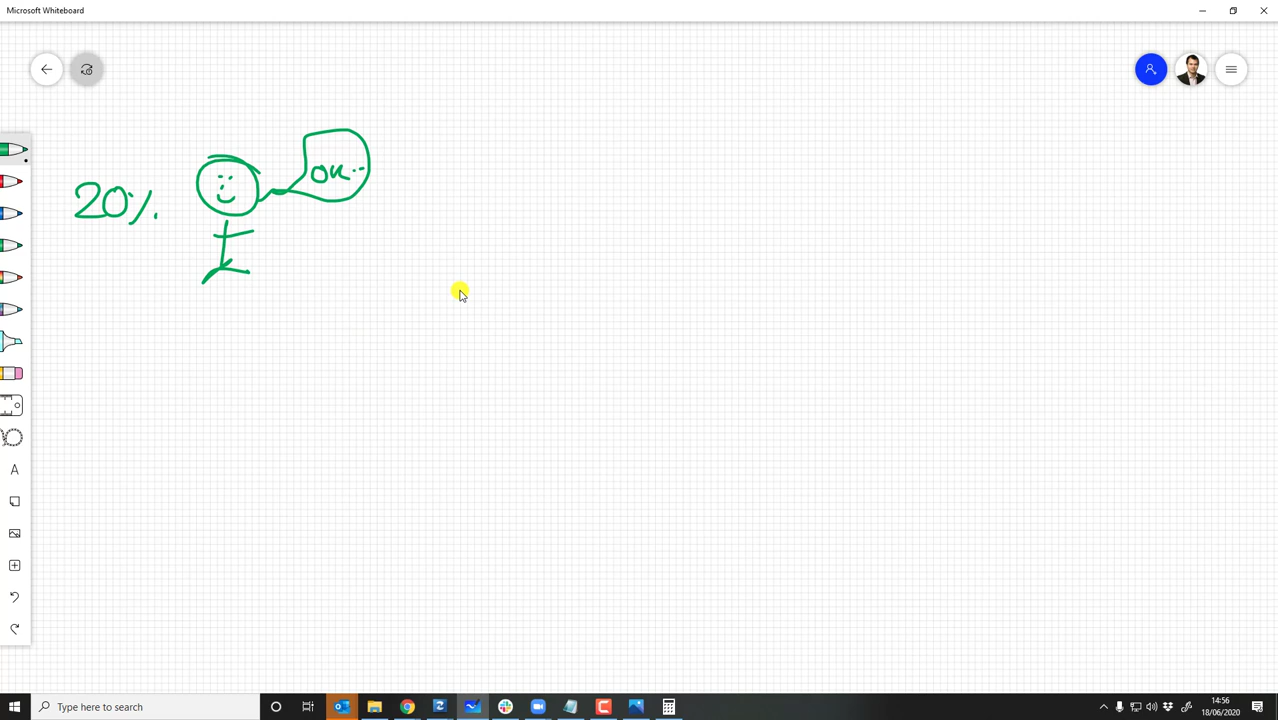 Microsoft Whiteboard
OK..
20%
A
Type here to search
14:56
18/06/2020